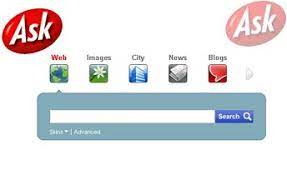 Ask
Ask
Web Images City News Blogs
Search
Skins | Advanced